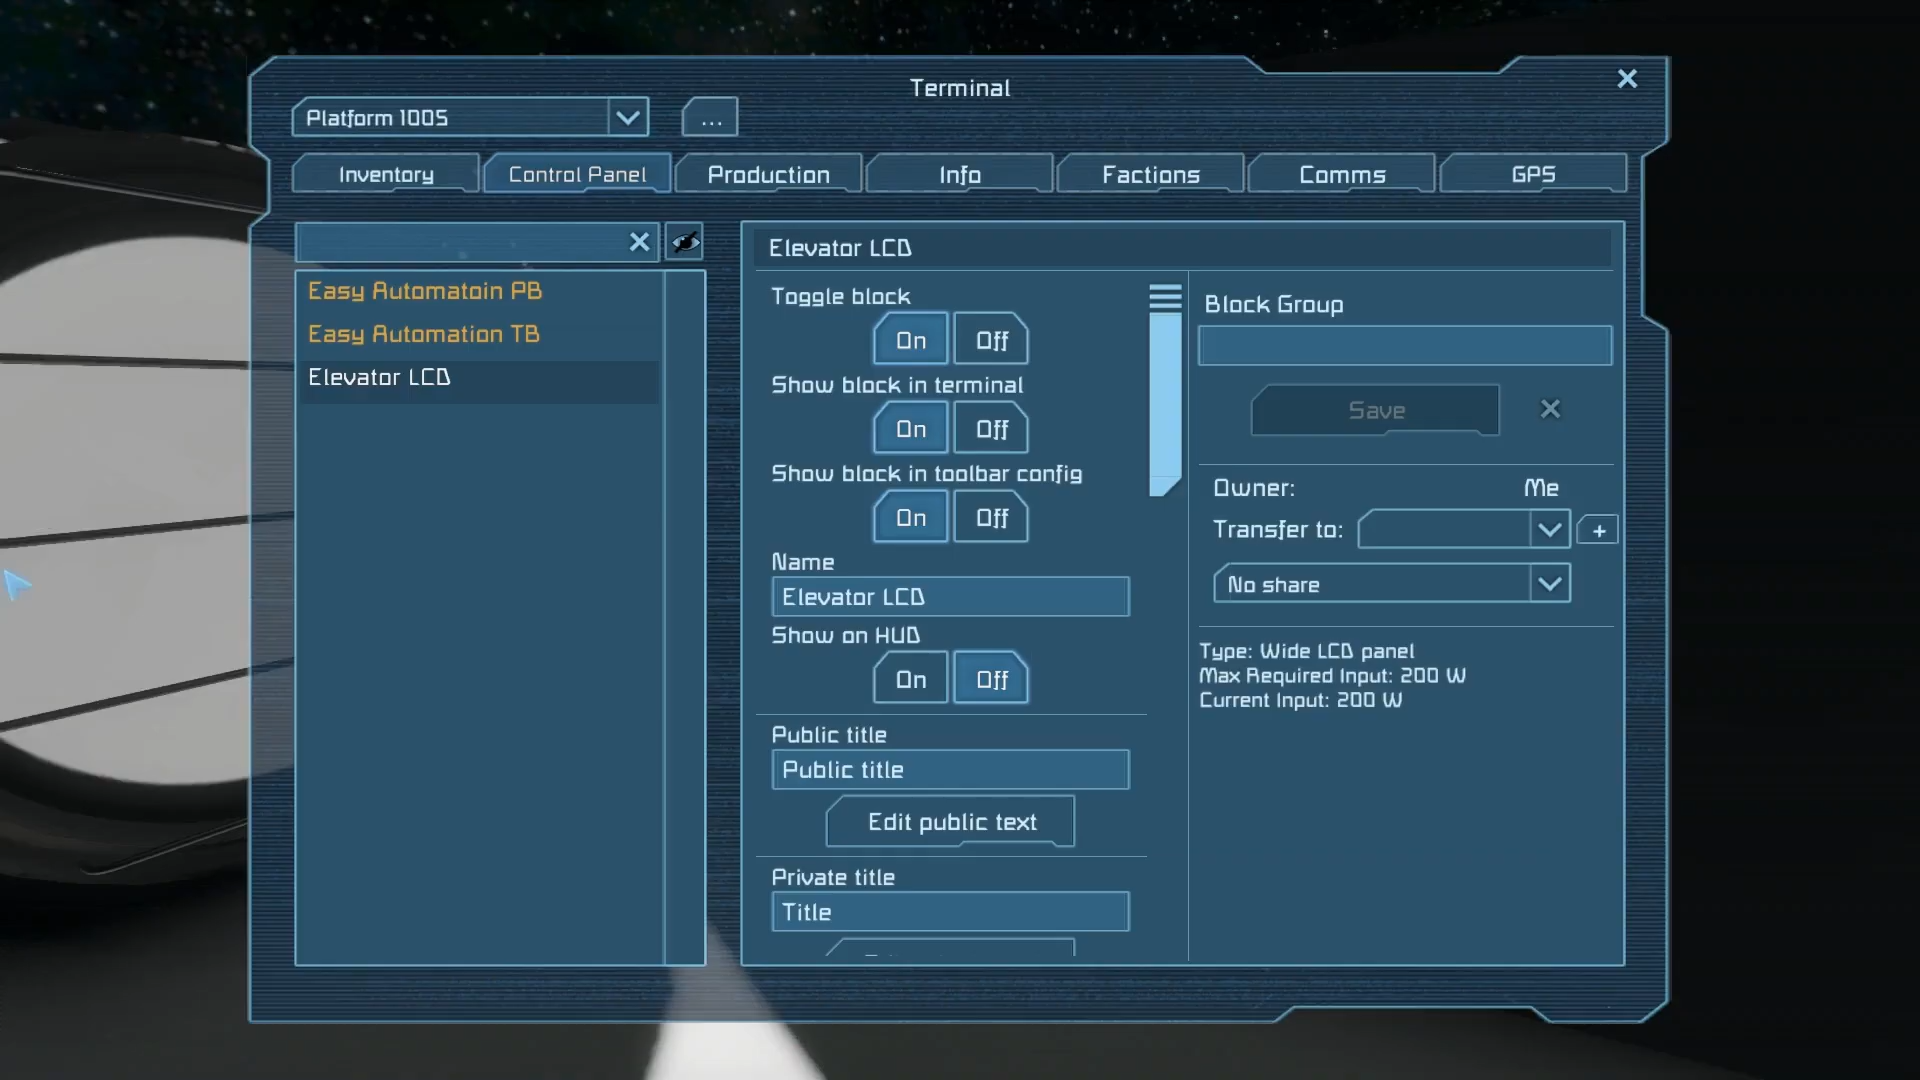 Terminal
Platform 1005
...
Inventory
Control Panel
Production
Info
Factions
Comms
GPS
Easy Automatoin PB
Easy Automation TB
Elevator LCD
Elevator LCD
Toggle block
On Off
Show block in terminal
On Off
Show block in toolbar config
On Off
Name
Elevator LCD
Show on HUD
On Off
Public title
Public title
Edit public text
Private title
Title
Block Group
Save
Owner: Me
Transfer to:
+
No share
Type: Wide LCD panel
Max Required Input: 200 W
Current Input: 200 W